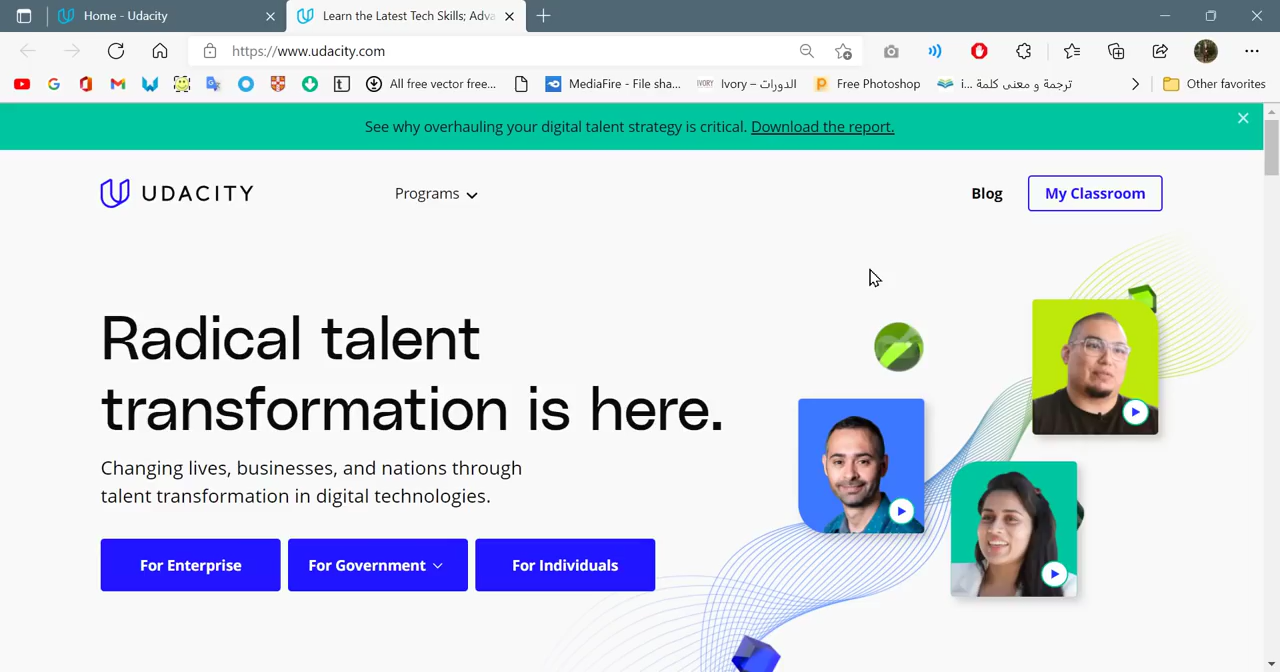 Home - Udacity
Learn the Latest Tech Skills; Adva
https://www.udacity.com
All free vector free...
MediaFire - File sha...
IVORY Ivory – الدورات
Free Photoshop
ترجمة و معنى كلمة i...
Other favorites
See why overhauling your digital talent strategy is critical. Download the report.
UDACITY
Programs
Blog
My Classroom
Radical talent
transformation is here.
Changing lives, businesses, and nations through
talent transformation in digital technologies.
For Enterprise
For Government
For Individuals